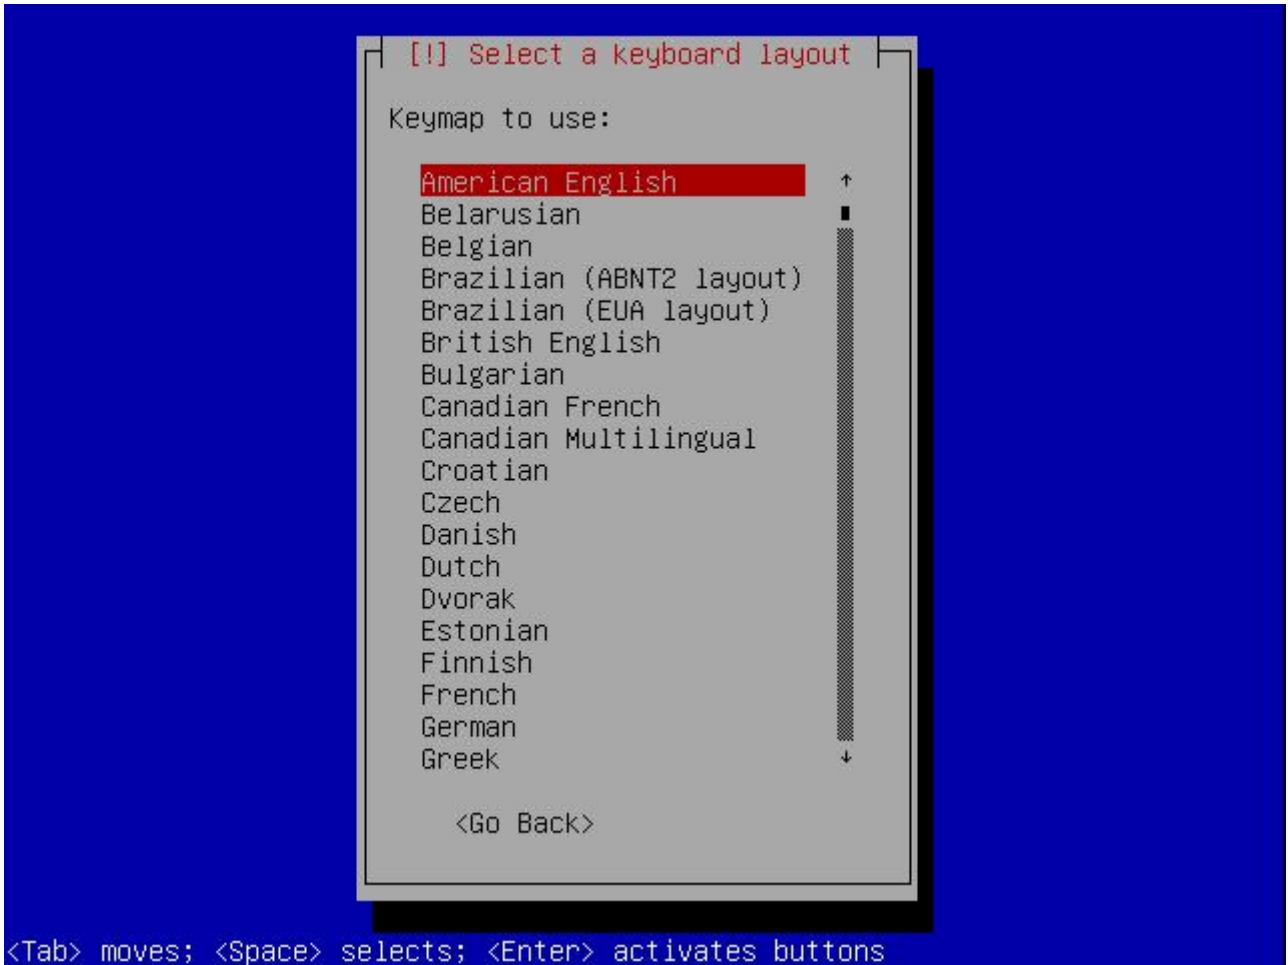 [!] Select a keyboard layout
Keymap to use:
American English
Belarusian
Belgian
Brazilian (ABNT2 layout)
Brazilian (EUA layout)
British English
Bulgarian
Canadian French
Canadian Multilingual
Croatian
Czech
Danish
Dutch
Dvorak
Estonian
Finnish
French
German
Greek
<Go Back>
<Tab> moves; <Space> selects; <Enter> activates buttons